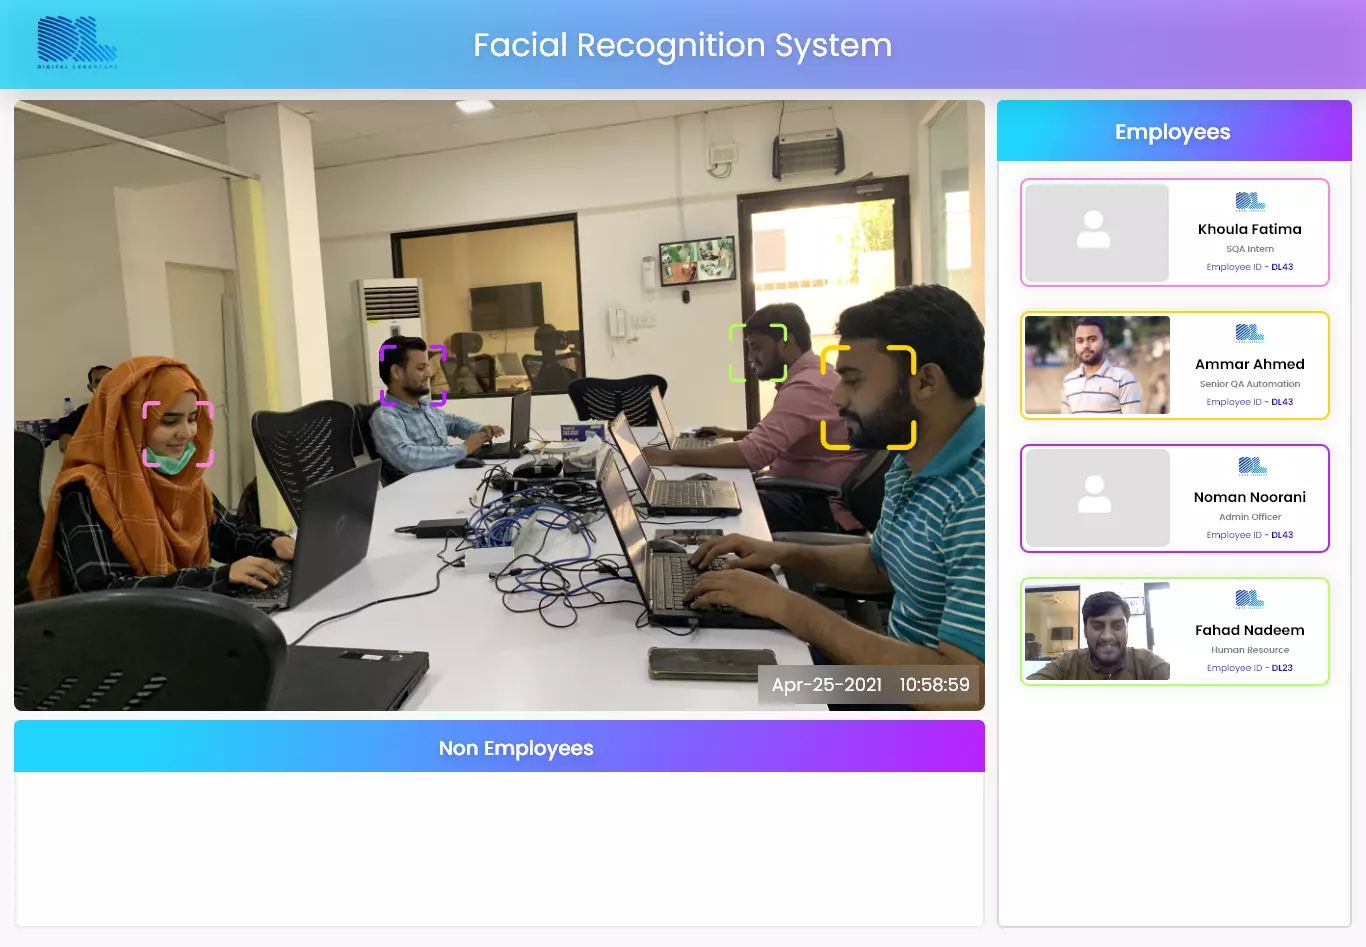 DIGITAL LANDSCAPE
Facial Recognition System
Apr-25-2021 10:58:59
Non Employees
Employees
Khoula Fatima
SQA Intern
Employee ID - DL43
Ammar Ahmed
Senior QA Automation
Employee ID - DL43
Noman Noorani
Admin Officer
Employee ID - DL43
Fahad Nadeem
Human Resource
Employee ID - DL23